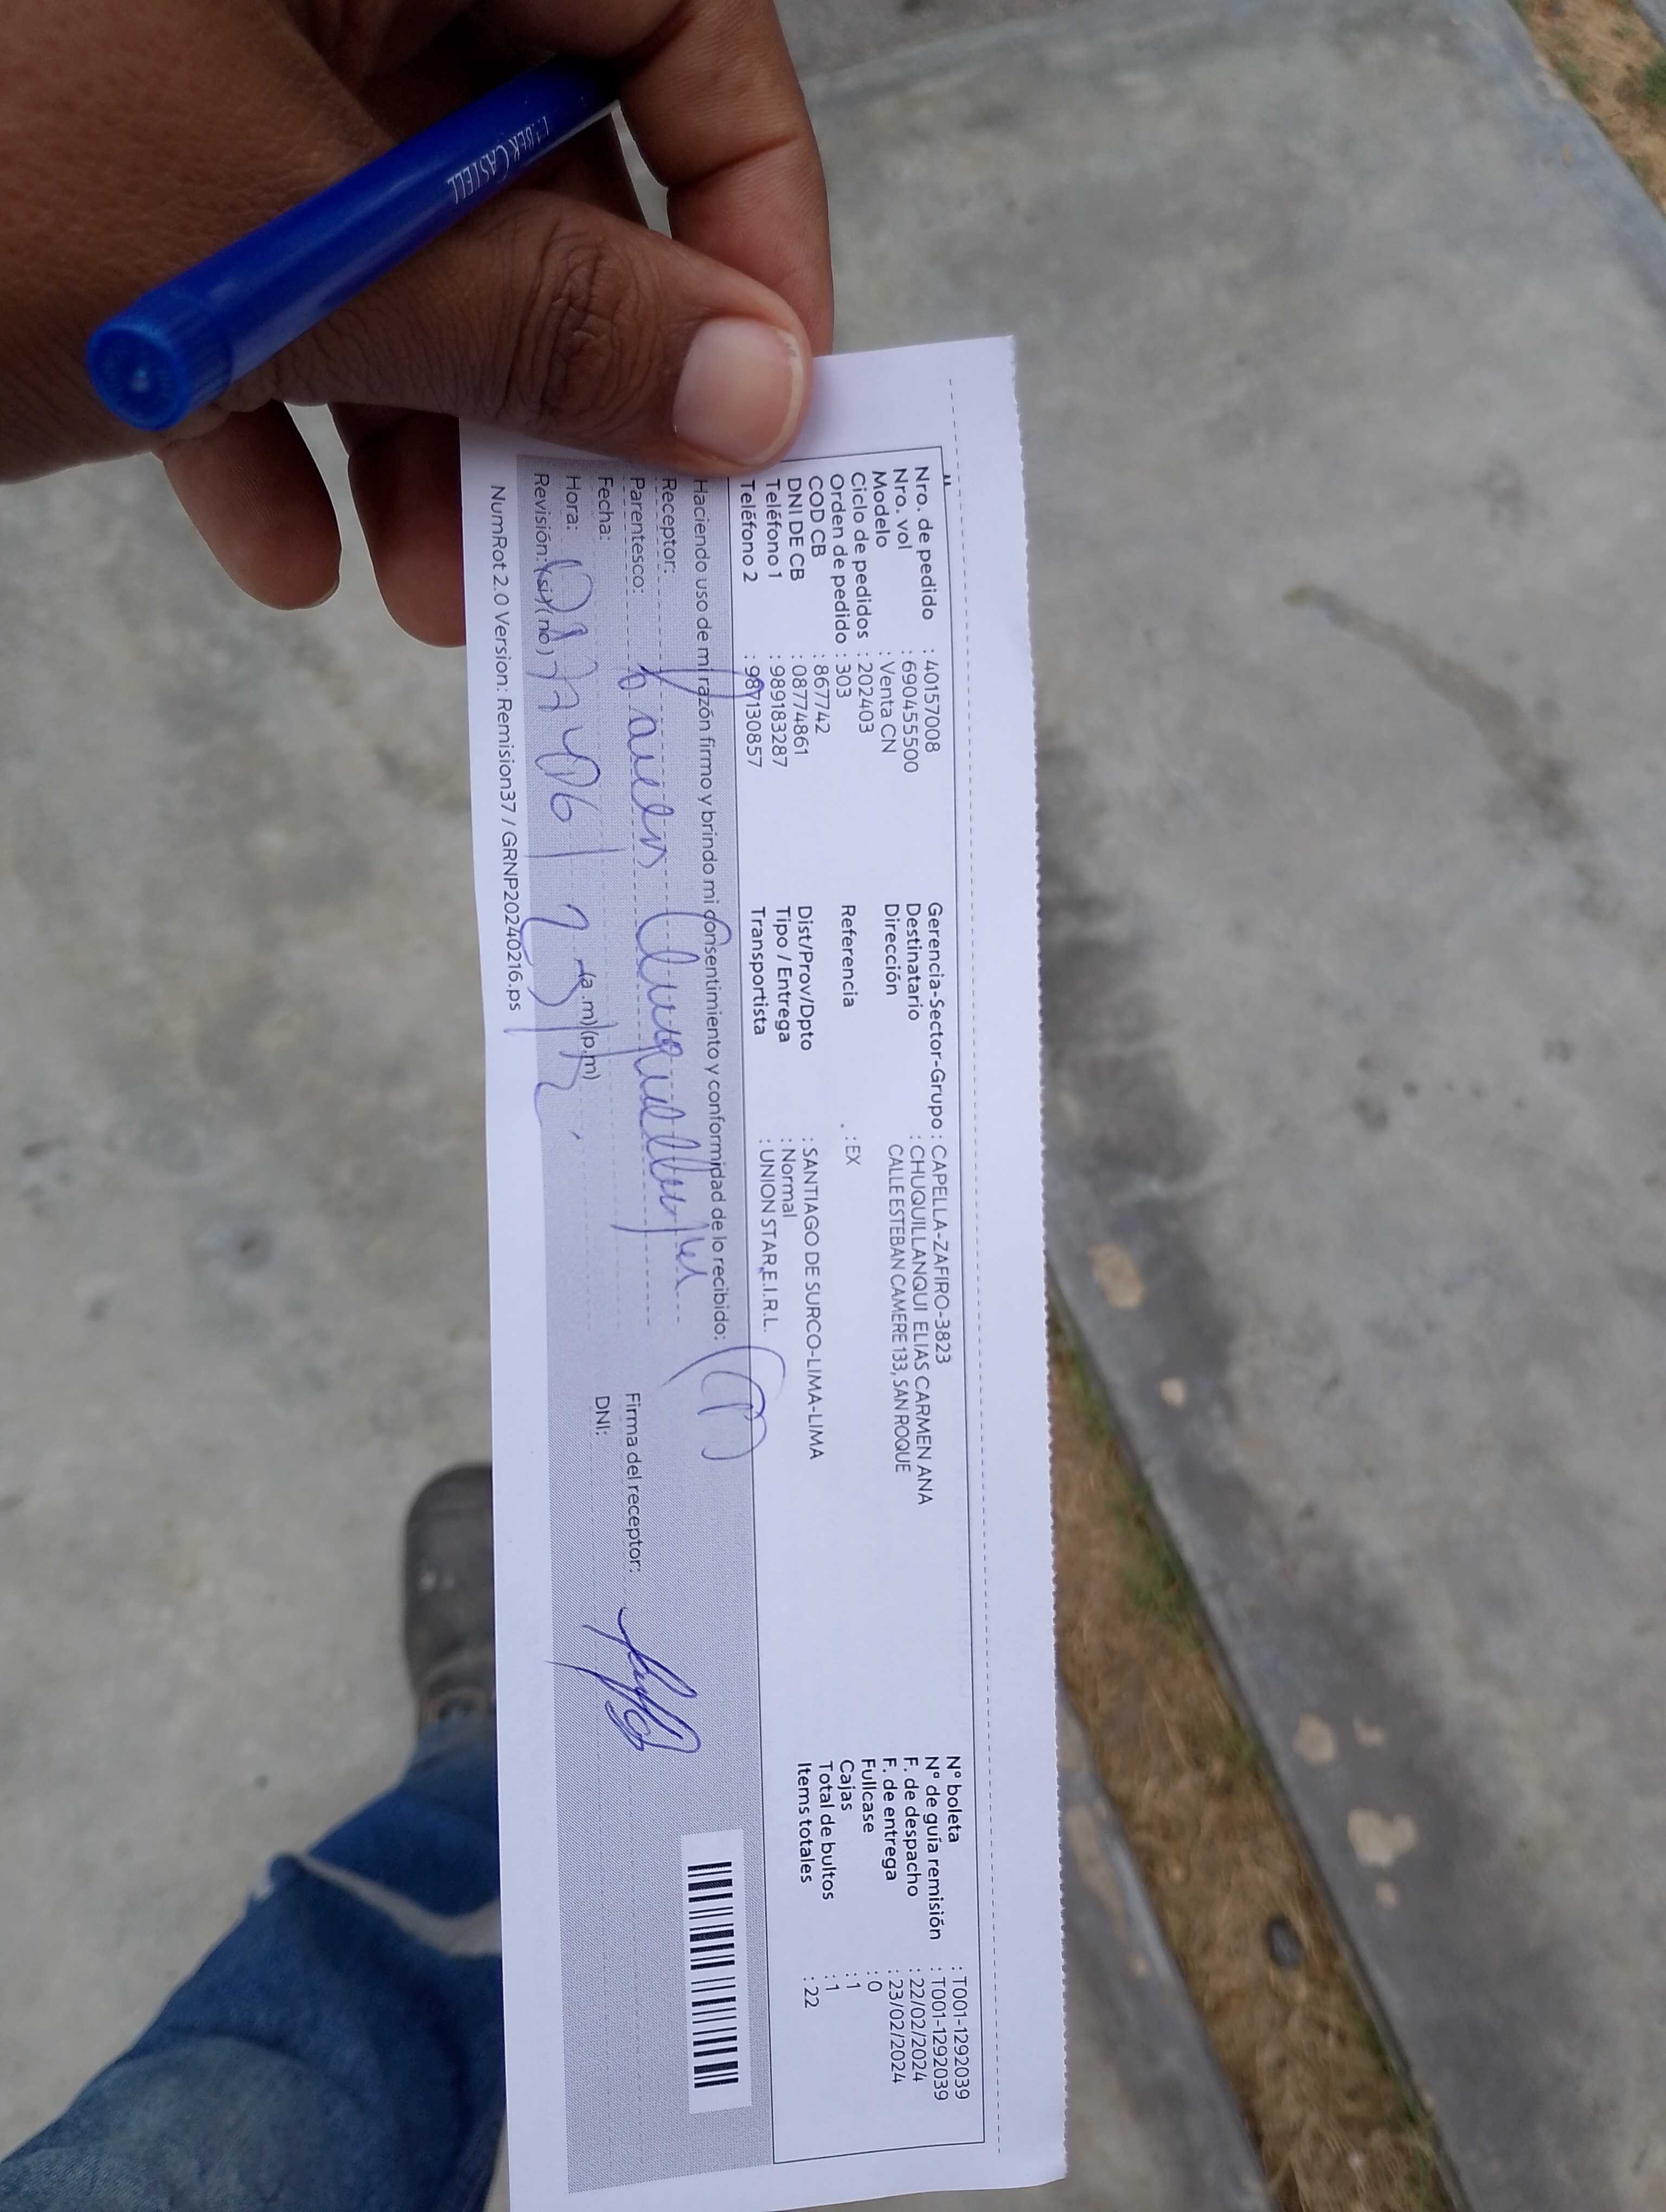 FABER CASTELL
Nro. de pedido : 40157008
Nro. vol : 690455500
Modelo : Venta CN
Ciclo de pedidos : 202403
Orden de pedido : 303
COD CB : 867742
DNI DE CB : 08774861
Teléfono 1 : 989183287
Teléfono 2 : 987130857
Gerencia-Sector-Grupo : CAPELLA-ZAFIRO-3823
Destinatario : CHUQUILLANQUI ELIAS CARMEN ANA
Dirección CALLE ESTEBAN CAMERE 133, SAN ROQUE
Referencia . : EX
Dist/Prov/Dpto : SANTIAGO DE SURCO-LIMA-LIMA
Tipo / Entrega : Normal
Transportista : UNION STAR E.I.R.L.
N° boleta : T001-1292039
N° de guía remisión : T001-1292039
F. de despacho : 22/02/2024
F. de entrega : 23/02/2024
Fullcase : 0
Cajas : 1
Total de bultos : 1
Items totales : 22
Haciendo uso de mi razón firmo y brindo mi consentimiento y conformidad de lo recibido:
Receptor:
Parentesco:
Fecha:
Hora: (a .m) (p.m)
Revisión: (si) (no)
Firma del receptor:
DNI:
NumRot 2.0 Version: Remision37 / GRNP20240216.ps